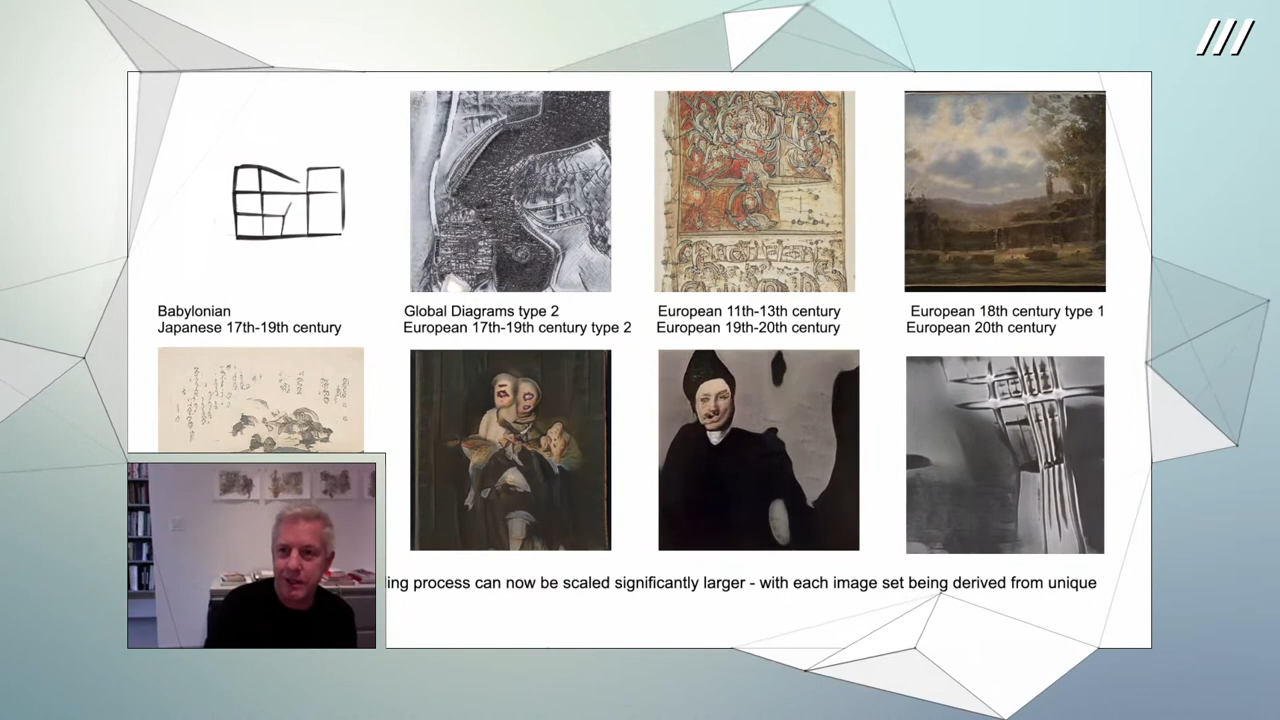 Babylonian
Japanese 17th-19th century
Global Diagrams type 2
European 17th-19th century type 2
European 11th-13th century
European 19th-20th century
European 18th century type 1
European 20th century
ing process can now be scaled significantly larger - with each image set being derived from unique